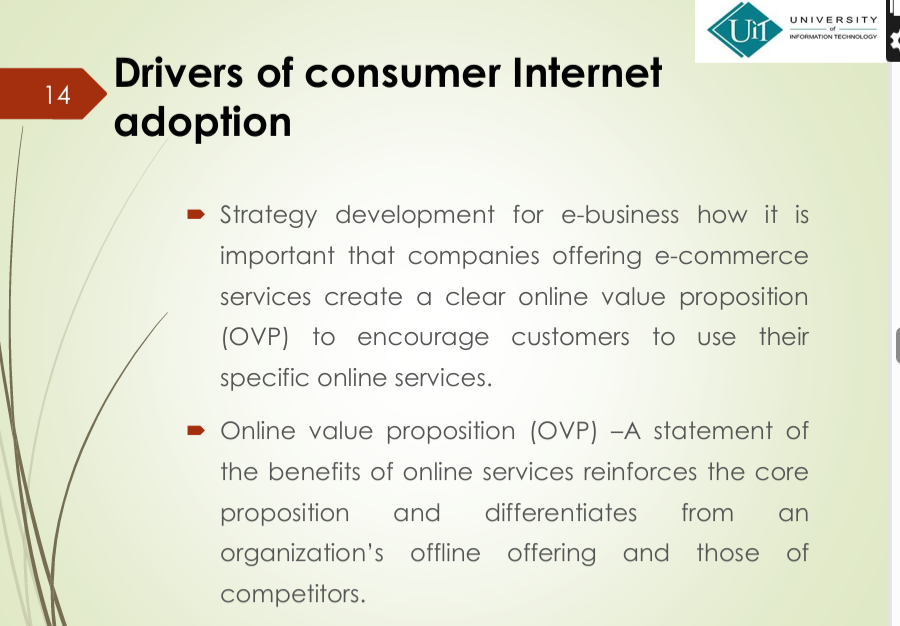 UiT
UNIVERSITY
of
INFORMATION TECHNOLOGY
14
Drivers of consumer Internet
adoption
Strategy development for e-business how it is
important that companies offering e-commerce
services create a clear online value proposition
(OVP) to encourage customers to use their
specific online services.
Online value proposition (OVP) –A statement of
the benefits of online services reinforces the core
proposition and differentiates from an
organization’s offline offering and those of
competitors.